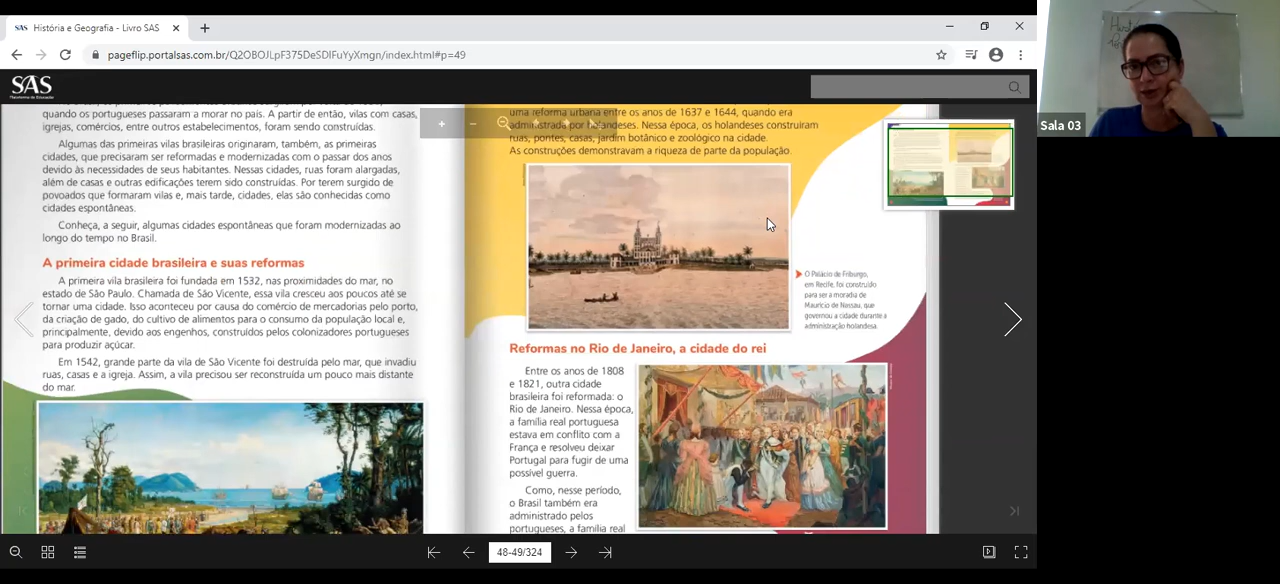 SAS História e Geografia - Livro SAS
pageflip.portalsas.com.br/Q2OBOJLpF375DeSDIFuYyXmgn/index.html#p=49
SAS
Plataforma de Educação
quando os portugueses passaram a morar no país. A partir de então, vilas com casas,
igrejas, comércios, entre outros estabelecimentos, foram sendo construídas.
Algumas das primeiras vilas brasileiras originaram, também, as primeiras
cidades, que precisaram ser reformadas e modernizadas com o passar dos anos
devido às necessidades de seus habitantes. Nessas cidades, ruas foram alargadas,
além de casas e outras edificações terem sido construídas. Por terem surgido de
povoados que formaram vilas e, mais tarde, cidades, elas são conhecidas como
cidades espontâneas.
Conheça, a seguir, algumas cidades espontâneas que foram modernizadas ao
longo do tempo no Brasil.
A primeira cidade brasileira e suas reformas
A primeira vila brasileira foi fundada em 1532, nas proximidades do mar, no
estado de São Paulo. Chamada de São Vicente, essa vila cresceu aos poucos até se
tornar uma cidade. Isso aconteceu por causa do comércio de mercadorias pelo porto,
da criação de gado, do cultivo de alimentos para o consumo da população local e,
principalmente, devido aos engenhos, construídos pelos colonizadores portugueses
para produzir açúcar.
Em 1542, grande parte da vila de São Vicente foi destruída pelo mar, que invadiu
ruas, casas e a igreja. Assim, a vila precisou ser reconstruída um pouco mais distante
do mar.
uma reforma urbana entre os anos de 1637 e 1644, quando era
administrada por holandeses. Nessa época, os holandeses construíram
ruas, pontes, casas, jardim botânico e zoológico na cidade.
As construções demonstravam a riqueza de parte da população.
O Palácio de Friburgo,
em Recife, foi construído
para ser a moradia de
Maurício de Nassau, que
governou a cidade durante a
administração holandesa.
Reformas no Rio de Janeiro, a cidade do rei
Entre os anos de 1808
e 1821, outra cidade
brasileira foi reformada: o
Rio de Janeiro. Nessa época,
a família real portuguesa
estava em conflito com a
França e resolveu deixar
Portugal para fugir de uma
possível guerra.
Como, nesse período,
o Brasil também era
administrado pelos
portugueses, a família real
48-49/324
Sala 03